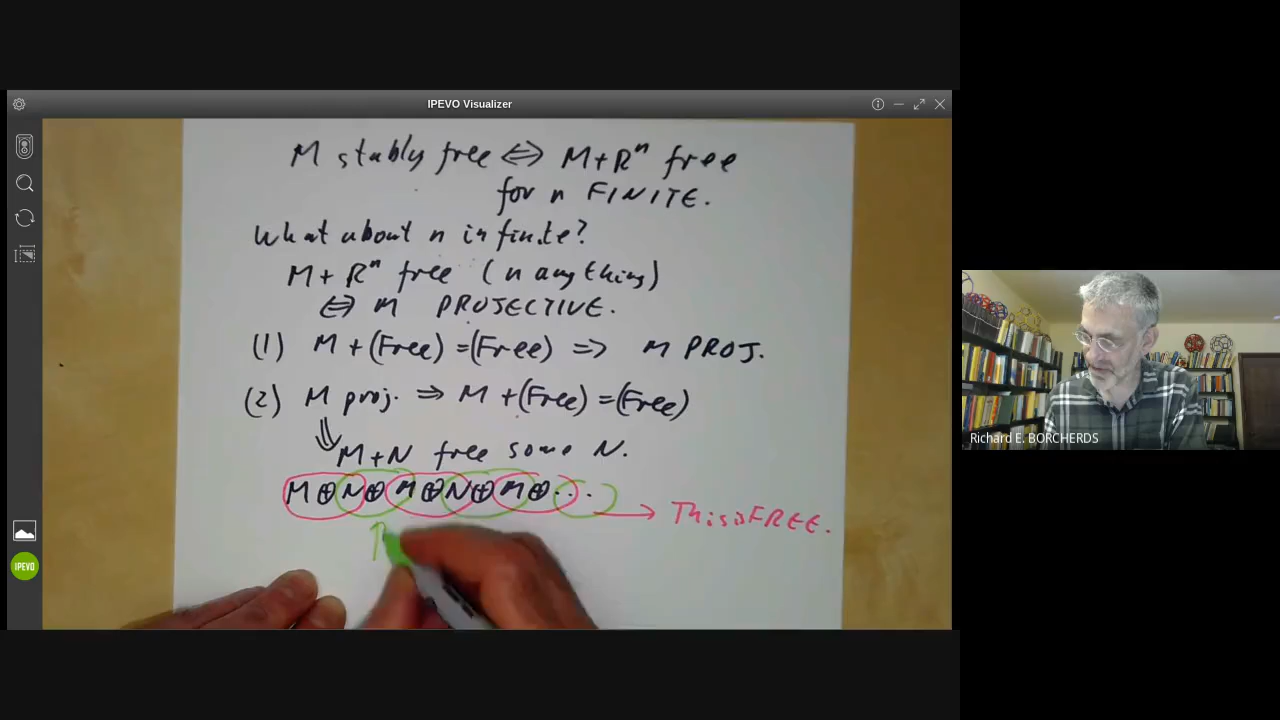 IPEVO Visualizer
M stably free ⇔ M+Rⁿ free
for n FINITE.
What about n infinite?
M+Rⁿ free (n anything)
⇔ M PROJECTIVE.
(1) M+(Free)=(Free) ⇒ M PROJ.
(2) M proj. ⇒ M+(Free)=(Free)
⇓
M+N free some N.
M⊕N⊕M⊕N⊕M⊕... → This is FREE.
↑
IPEVO
Richard E. BORCHERDS